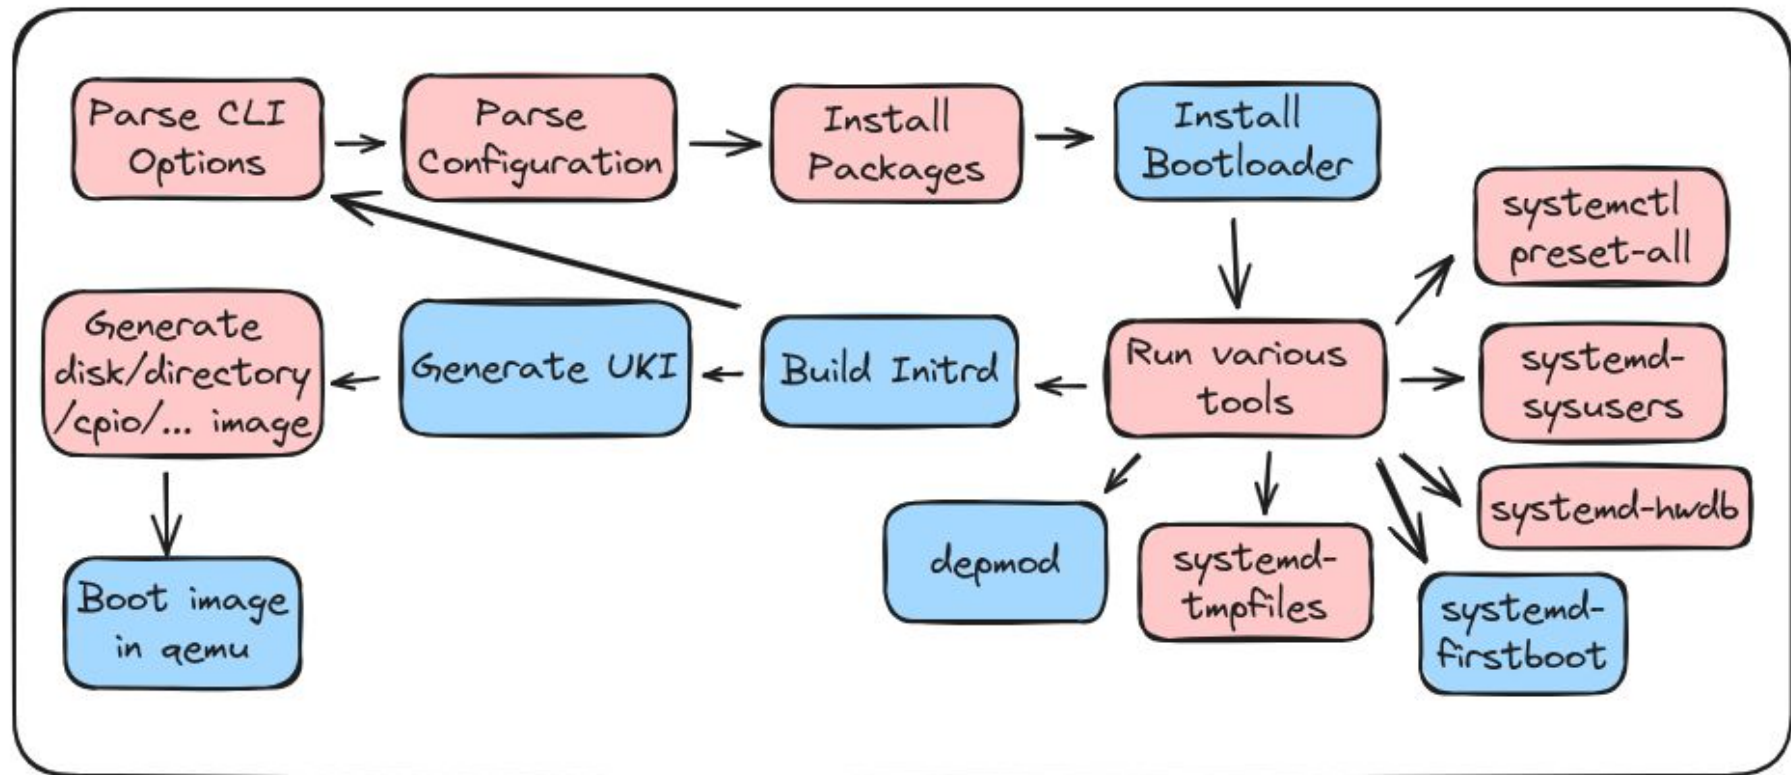 Parse CLI
Options
Parse
Configuration
Install
Packages
Install
Bootloader
systemctl
preset-all
Generate
disk/directory
/cpio/... image
Generate UKI
Build Initrd
Run various
tools
systemd-
sysusers
systemd-hwdb
depmod
systemd-
tmpfiles
systemd-
firstboot
Boot image
in qemu